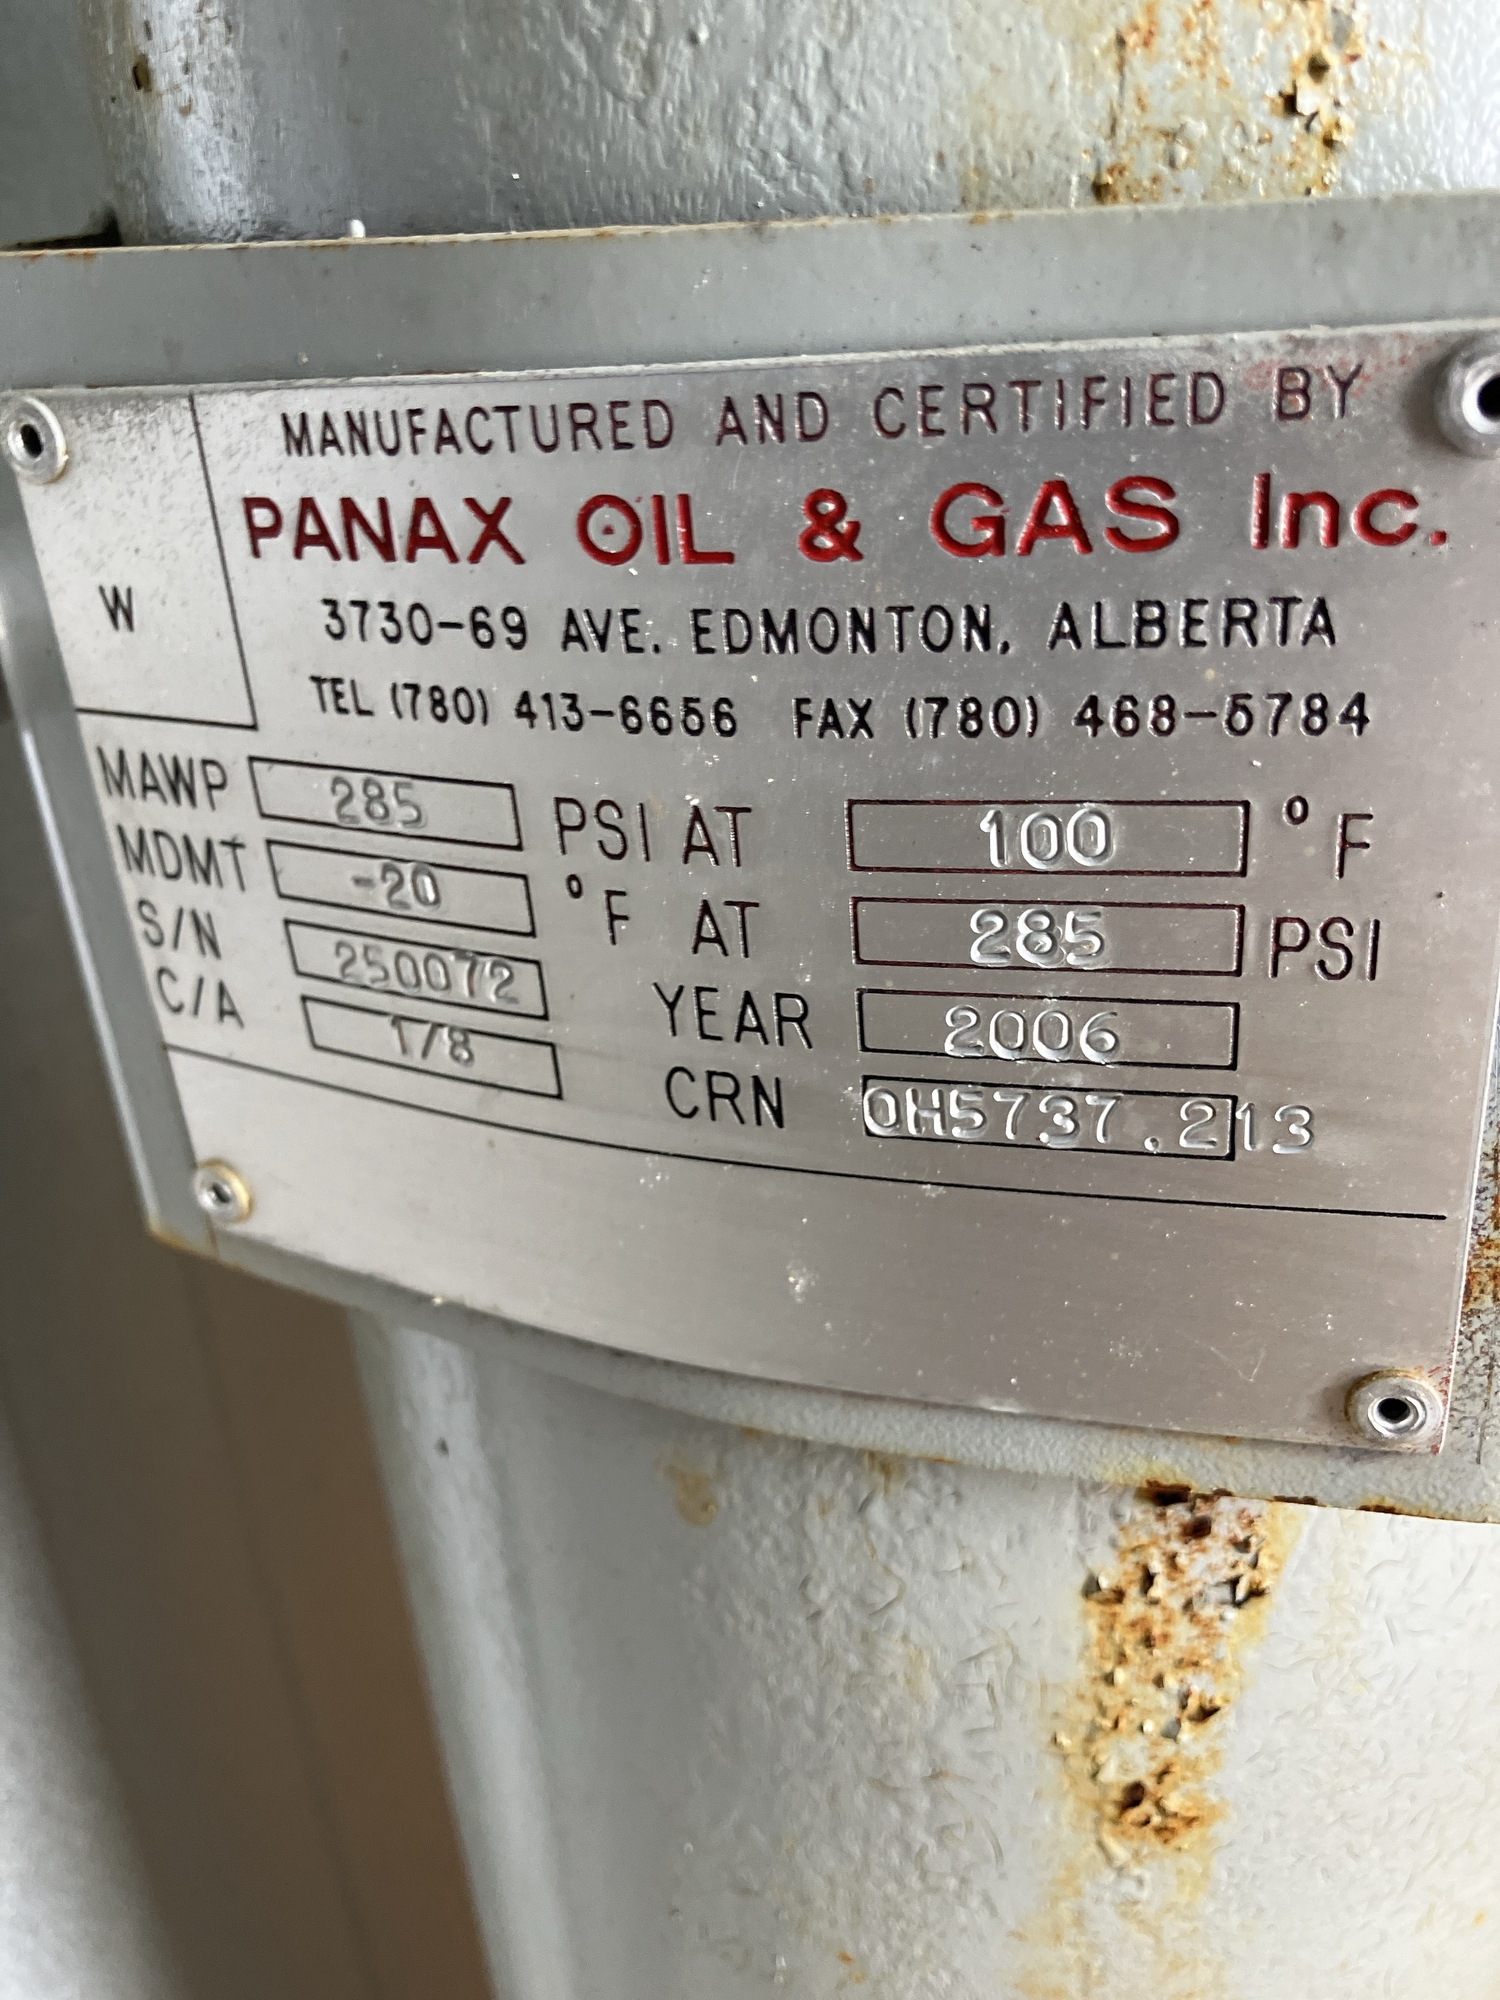 MANUFACTURED AND CERTIFIED BY
PANAX OIL & GAS Inc.
W
3730-69 AVE. EDMONTON, ALBERTA
TEL (780) 413-6656 FAX (780) 468-5784
MAWP 285 PSI AT 100 °F
MDMT -20 °F AT 285 PSI
S/N 250072 YEAR 2006
C/A 1/8 CRN OH5737.213